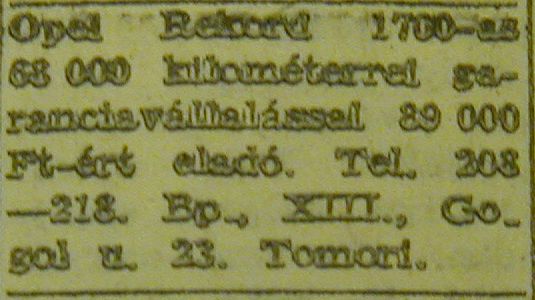 Opel Rekord 1700-as
68 000 kilométerrel ga-
ranciavállalással 89 000
Ft-ért eladó. Tel. 208
—218. Bp., XIII., Go-
gol u. 23. Tomori.